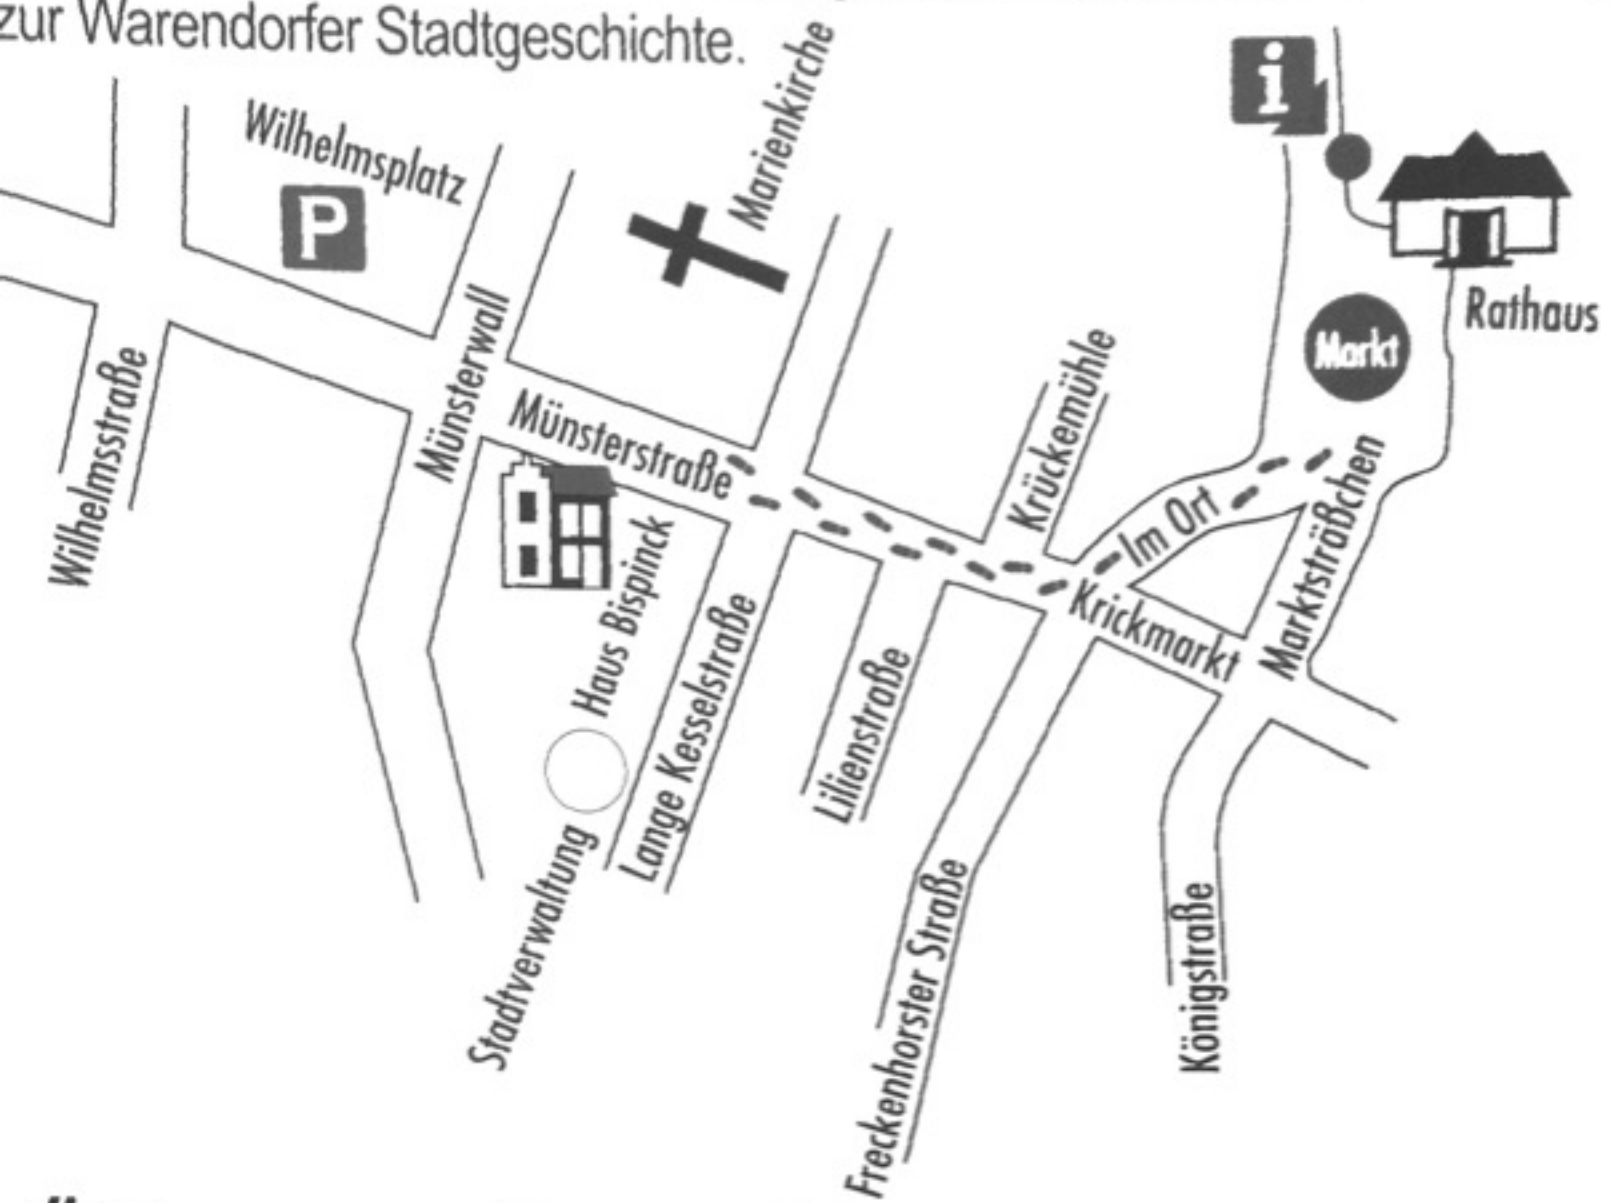 zur Warendorfer Stadtgeschichte.
Marienkirche
i
Wilhelmsplatz
P
Rathaus
Markt
Münsterwall
Wilhelmsstraße
Münsterstraße
Krückemühle
Im Ort
Marktsträßchen
Haus Bispinck
Krickmarkt
Lange Kesselstraße
Lilienstraße
Stadtverwaltung
Freckenhorster Straße
Königstraße